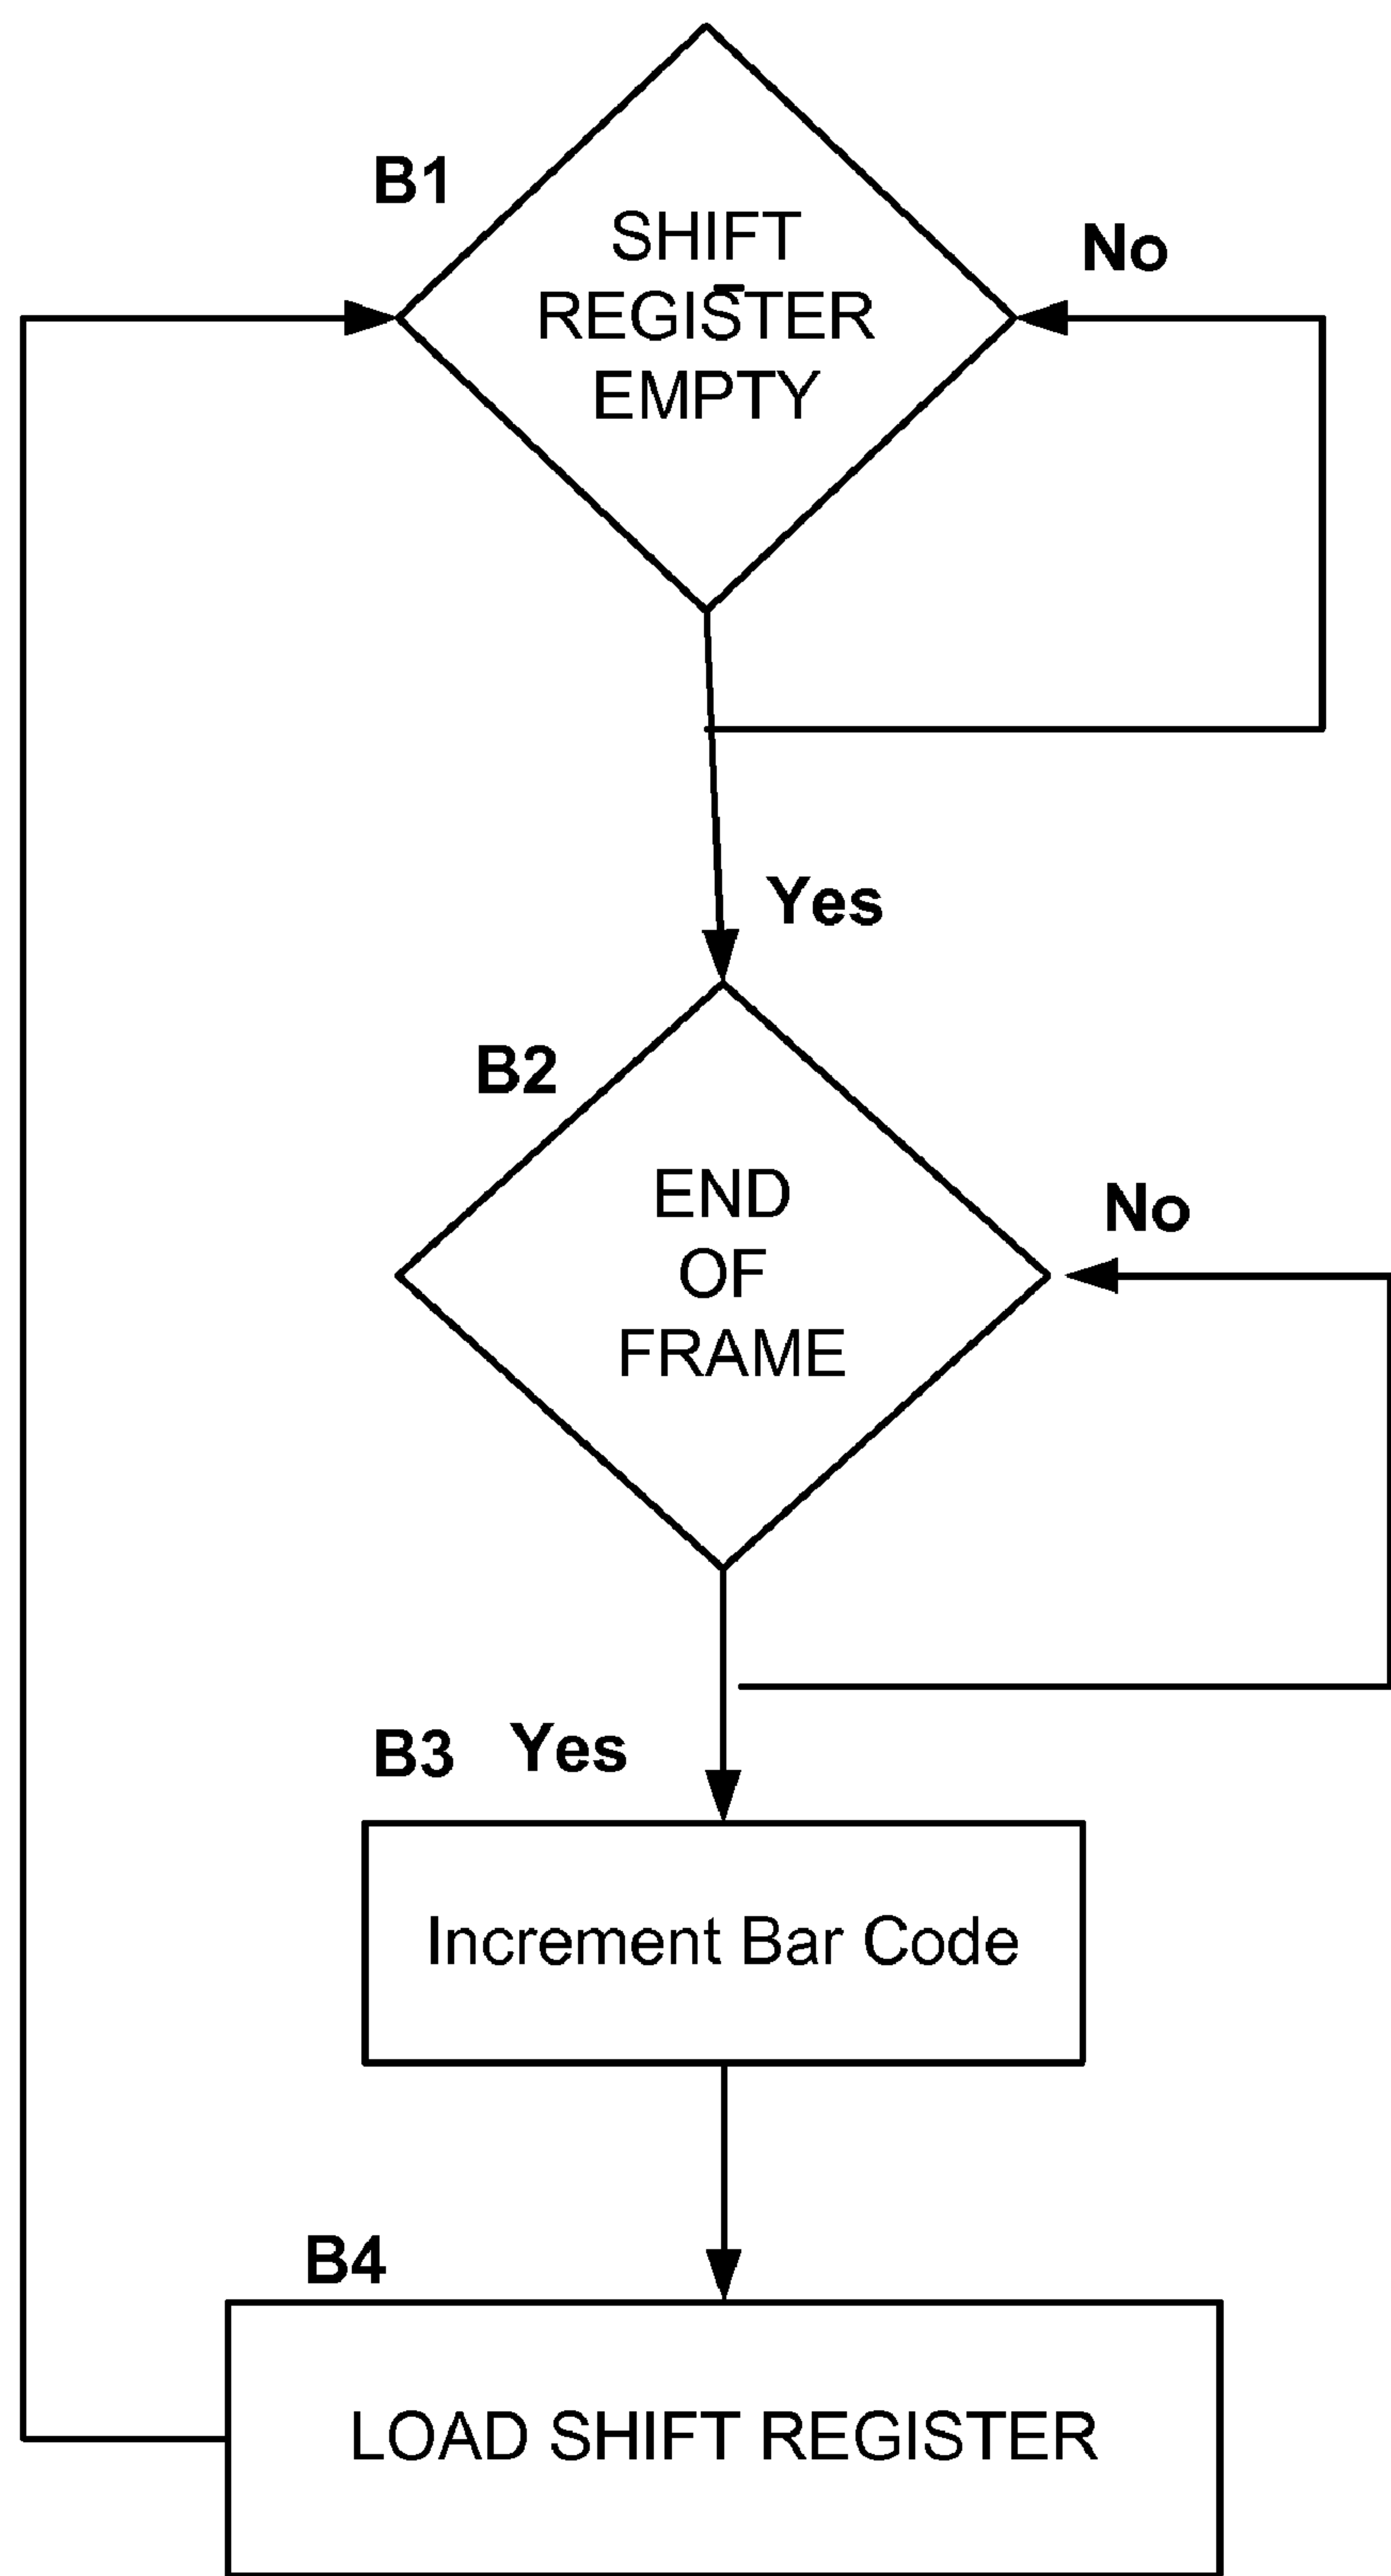 B1
SHIFT
REGISTER
EMPTY
No
Yes
B2
END
OF
FRAME
No
B3 Yes
Increment Bar Code
B4
LOAD SHIFT REGISTER